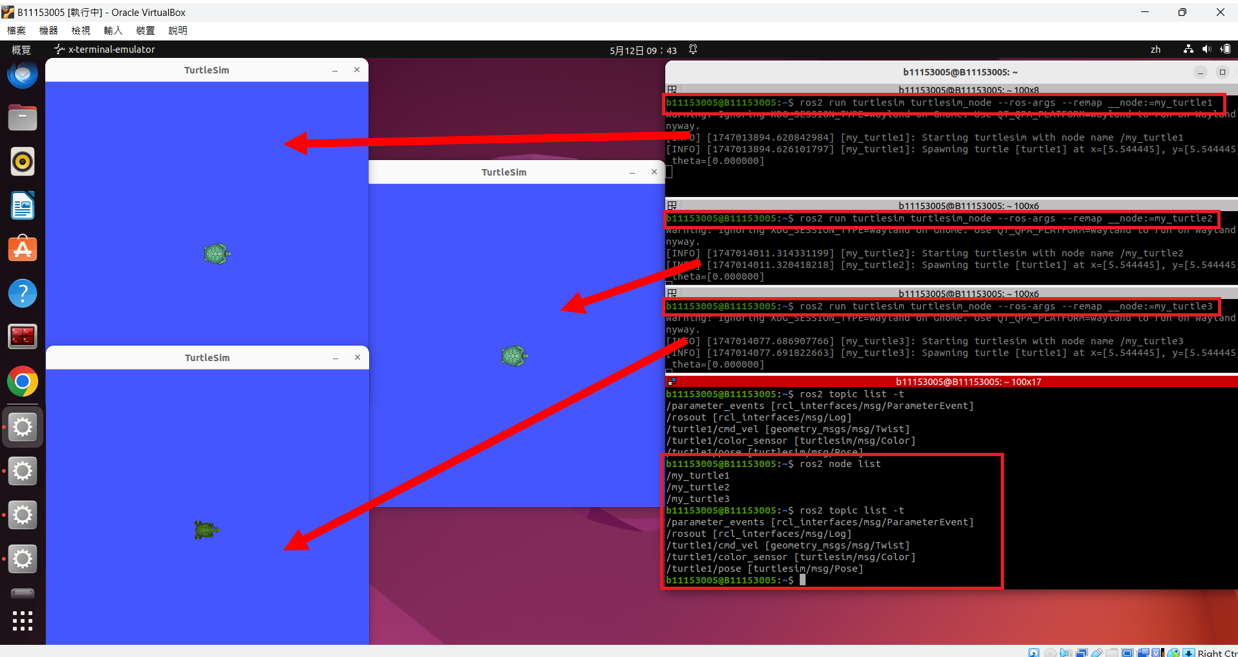 B11153005 [執行中] - Oracle VirtualBox
檔案 機器 檢視 輸入 裝置 說明
概覽 x-terminal-emulator 5月12日 09：43 zh
TurtleSim
TurtleSim
TurtleSim
b11153005@B11153005: ~
b11153005@B11153005: ~ 100x8
b11153005@B11153005:~$ ros2 run turtlesim turtlesim_node --ros-args --remap __node:=my_turtle1
Warning: Ignoring XDG_SESSION_TYPE=wayland on Gnome. Use QT_QPA_PLATFORM=wayland to run on Wayland
nyway.
[INFO] [1747013894.620842984] [my_turtle1]: Starting turtlesim with node name /my_turtle1
[INFO] [1747013894.626101797] [my_turtle1]: Spawning turtle [turtle1] at x=[5.544445], y=[5.544445]
_theta=[0.000000]
b11153005@B11153005: ~ 100x6
b11153005@B11153005:~$ ros2 run turtlesim turtlesim_node --ros-args --remap __node:=my_turtle2
Warning: Ignoring XDG_SESSION_TYPE=wayland on Gnome. Use QT_QPA_PLATFORM=wayland to run on Wayland
nyway.
[INFO] [1747014011.314331199] [my_turtle2]: Starting turtlesim with node name /my_turtle2
[INFO] [1747014011.320418218] [my_turtle2]: Spawning turtle [turtle1] at x=[5.544445], y=[5.544445]
_theta=[0.000000]
b11153005@B11153005: ~ 100x6
b11153005@B11153005:~$ ros2 run turtlesim turtlesim_node --ros-args --remap __node:=my_turtle3
Warning: Ignoring XDG_SESSION_TYPE=wayland on Gnome. Use QT_QPA_PLATFORM=wayland to run on Wayland
nyway.
[INFO] [1747014077.686907766] [my_turtle3]: Starting turtlesim with node name /my_turtle3
[INFO] [1747014077.691822663] [my_turtle3]: Spawning turtle [turtle1] at x=[5.544445], y=[5.544445]
_theta=[0.000000]
b11153005@B11153005: ~ 100x17
b11153005@B11153005:~$ ros2 topic list -t
/parameter_events [rcl_interfaces/msg/ParameterEvent]
/rosout [rcl_interfaces/msg/Log]
/turtle1/cmd_vel [geometry_msgs/msg/Twist]
/turtle1/color_sensor [turtlesim/msg/Color]
/turtle1/pose [turtlesim/msg/Pose]
b11153005@B11153005:~$ ros2 node list
/my_turtle1
/my_turtle2
/my_turtle3
b11153005@B11153005:~$ ros2 topic list -t
/parameter_events [rcl_interfaces/msg/ParameterEvent]
/rosout [rcl_interfaces/msg/Log]
/turtle1/cmd_vel [geometry_msgs/msg/Twist]
/turtle1/color_sensor [turtlesim/msg/Color]
/turtle1/pose [turtlesim/msg/Pose]
b11153005@B11153005:~$
Right Ctr